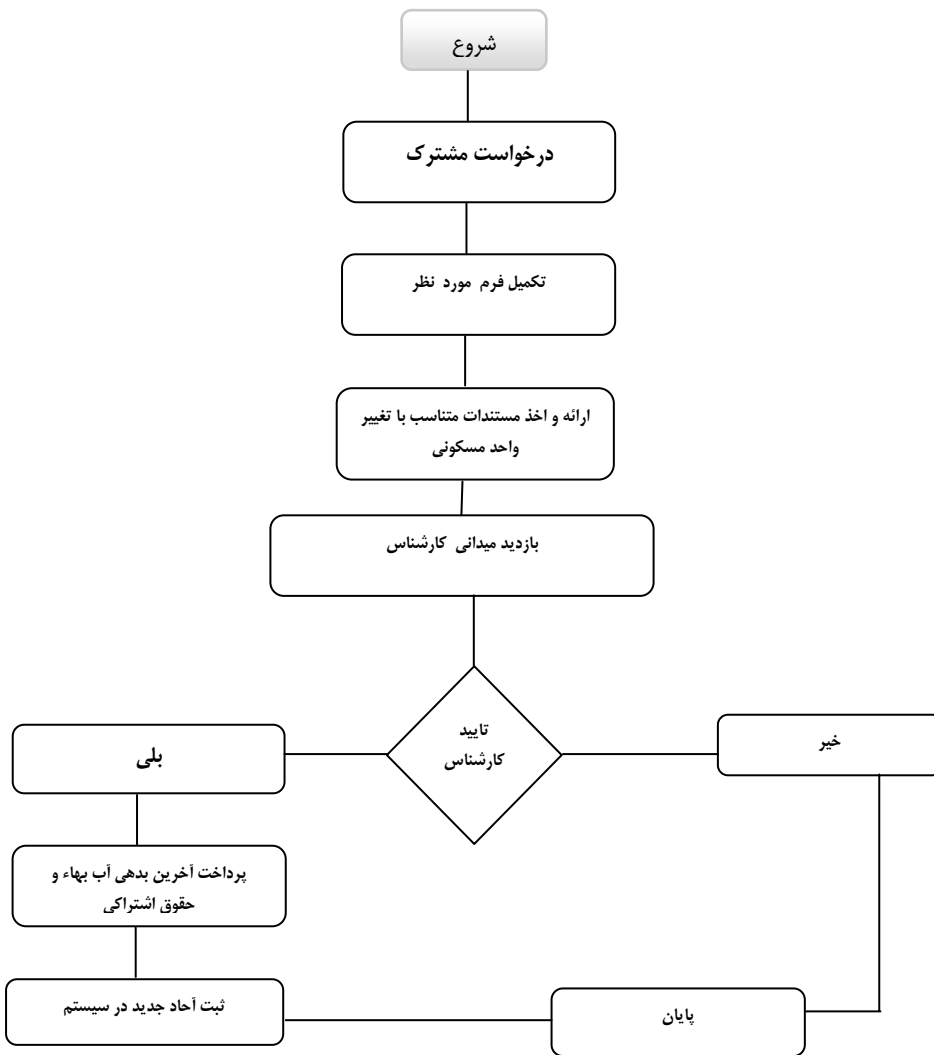 شروع
درخواست مشترک
تکمیل فرم مورد نظر
ارائه و اخذ مستندات متناسب با تغییر
واحد مسکونی
بازدید میدانی کارشناس
تایید
کارشناس
خیر
بلی
پرداخت آخرین بدهی آب بهاء و
حقوق اشتراکی
ثبت آحاد جدید در سیستم
پایان